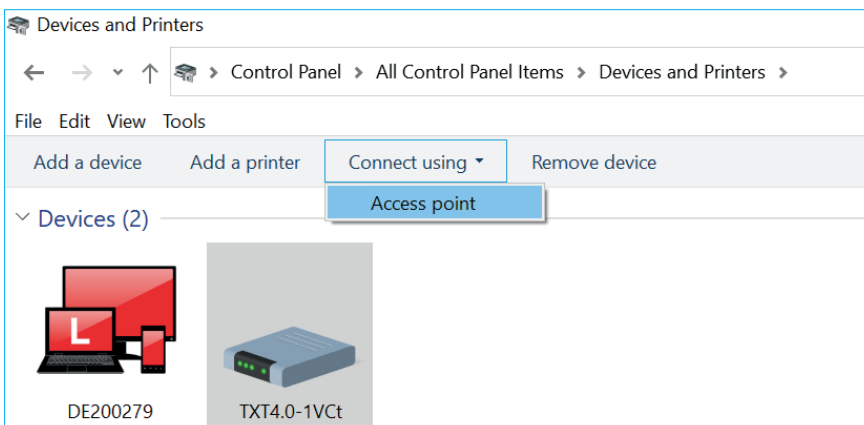 Devices and Printers
Control Panel > All Control Panel Items > Devices and Printers >
File Edit View Tools
Add a device Add a printer Connect using Remove device
Access point
Devices (2)
L
DE200279 TXT4.0-1VCt